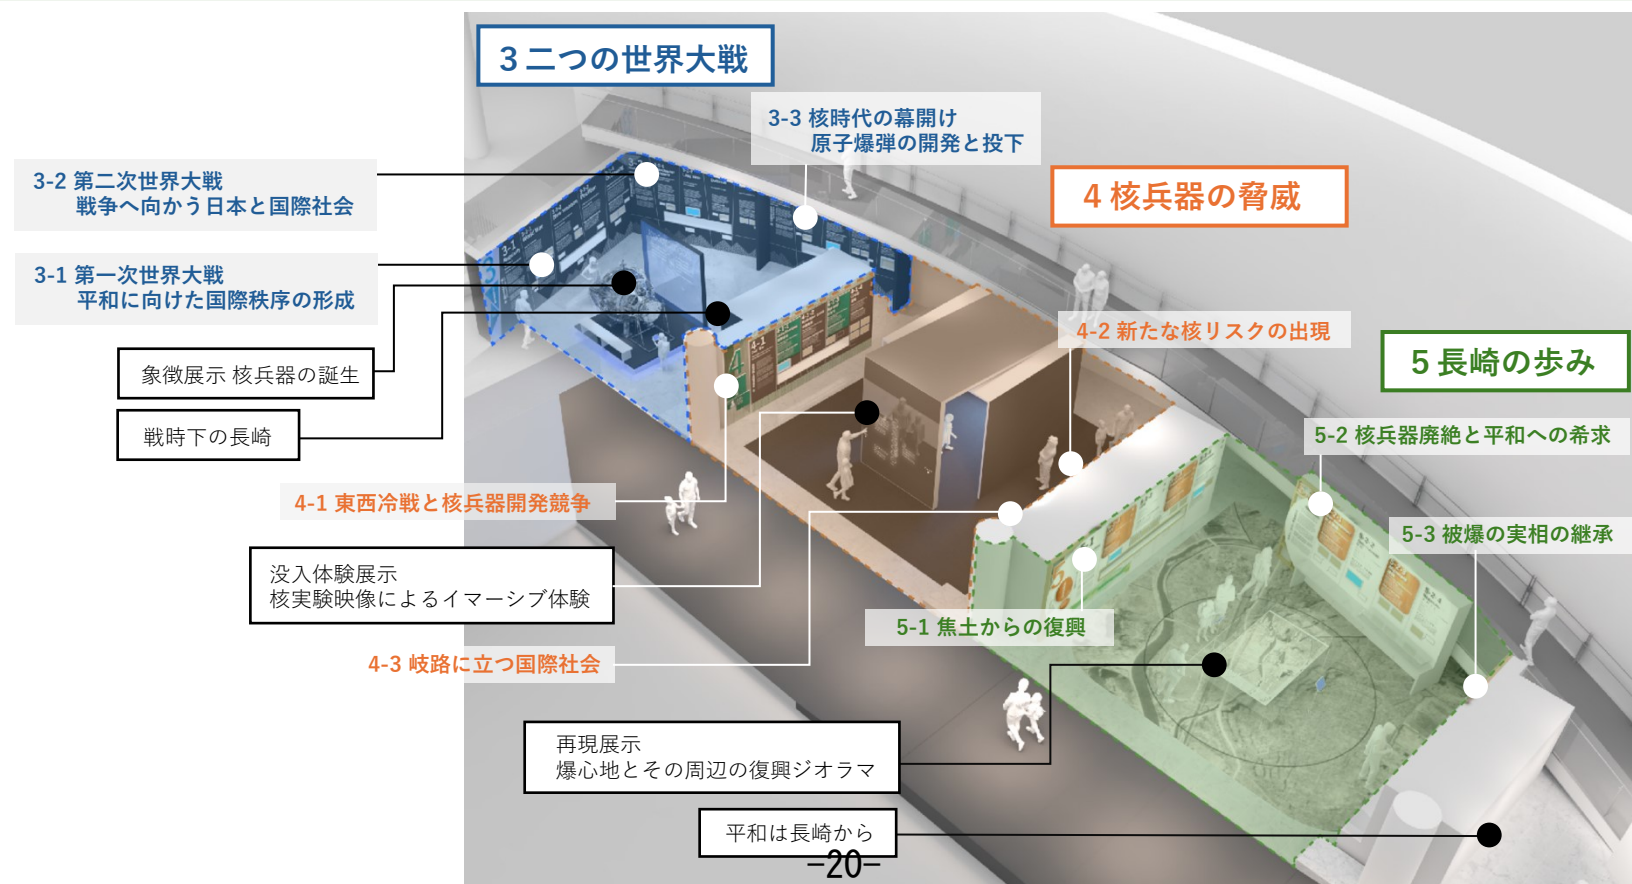 3 二つの世界大戦
3-3 核時代の幕開け
原子爆弾の開発と投下
3-2 第二次世界大戦
戦争へ向かう日本と国際社会
4 核兵器の脅威
3-1 第一次世界大戦
平和に向けた国際秩序の形成
4-2 新たな核リスクの出現
5 長崎の歩み
象徴展示 核兵器の誕生
戦時下の長崎
5-2 核兵器廃絶と平和への希求
4-1 東西冷戦と核兵器開発競争
5-3 被爆の実相の継承
没入体験展示
核実験映像によるイマーシブ体験
5-1 焦土からの復興
4-3 岐路に立つ国際社会
再現展示
爆心地とその周辺の復興ジオラマ
平和は長崎から
3-1
4
4-1
−20−